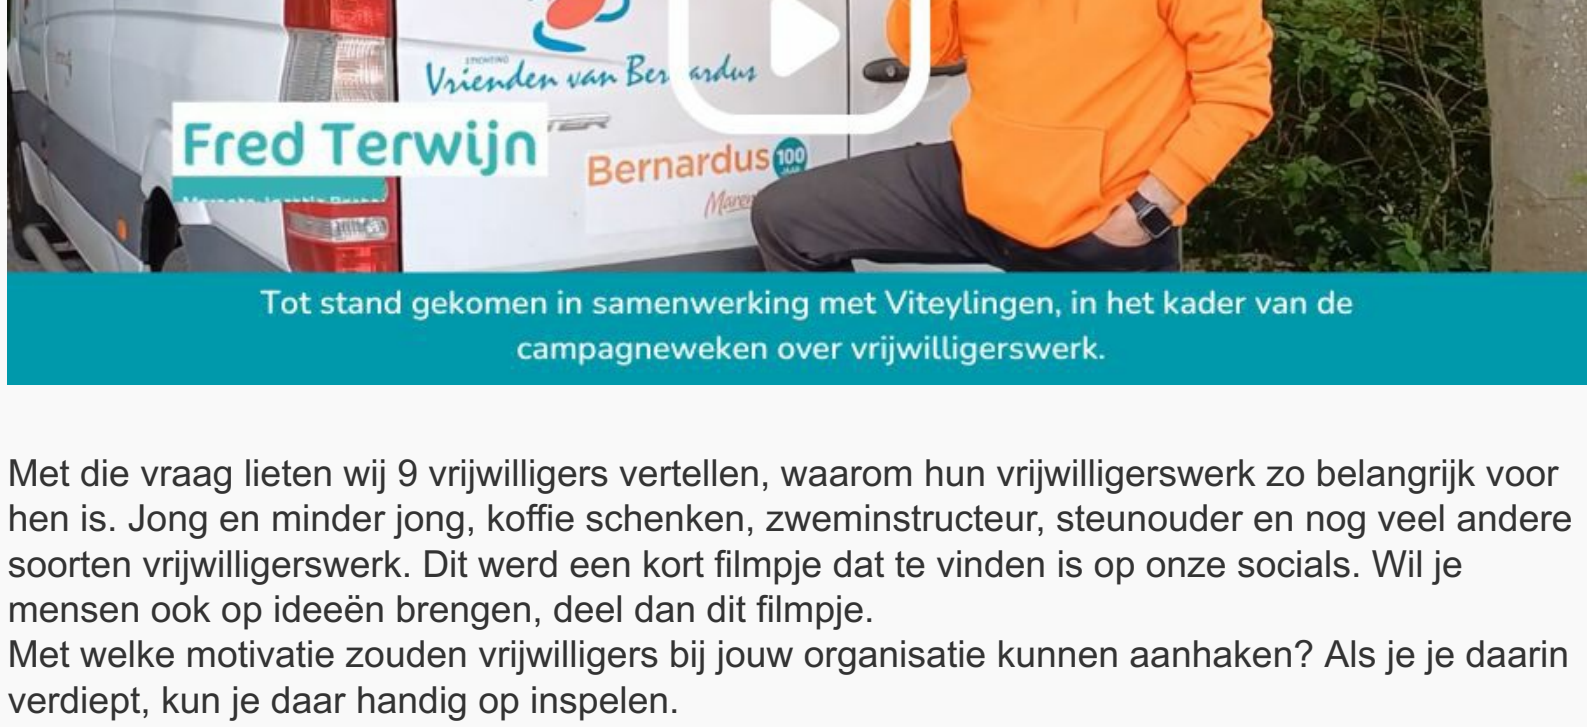 STICHTING
Vrienden van Bernardus
Fred Terwijn
Bernardus 100
JAAR
Tot stand gekomen in samenwerking met Viteylingen, in het kader van de
campagneweken over vrijwilligerswerk.
Met die vraag lieten wij 9 vrijwilligers vertellen, waarom hun vrijwilligerswerk zo belangrijk voor
hen is. Jong en minder jong, koffie schenken, zweminstructeur, steunouder en nog veel andere
soorten vrijwilligerswerk. Dit werd een kort filmpje dat te vinden is op onze socials. Wil je
mensen ook op ideeën brengen, deel dan dit filmpje.
Met welke motivatie zouden vrijwilligers bij jouw organisatie kunnen aanhaken? Als je je daarin
verdiept, kun je daar handig op inspelen.